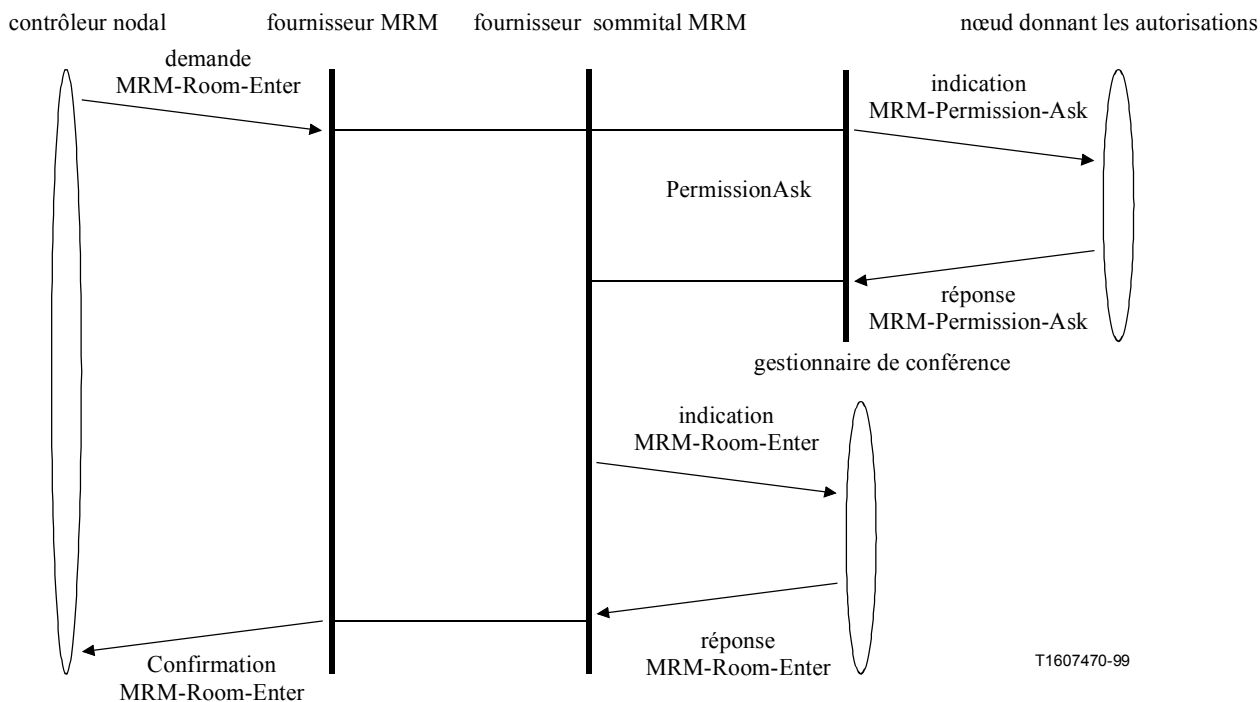 contrôleur nodal
fournisseur MRM
fournisseur sommital MRM
nœud donnant les autorisations
demande
MRM-Room-Enter
indication
MRM-Permission-Ask
PermissionAsk
réponse
MRM-Permission-Ask
gestionnaire de conférence
indication
MRM-Room-Enter
réponse
MRM-Room-Enter
Confirmation
MRM-Room-Enter
T1607470-99